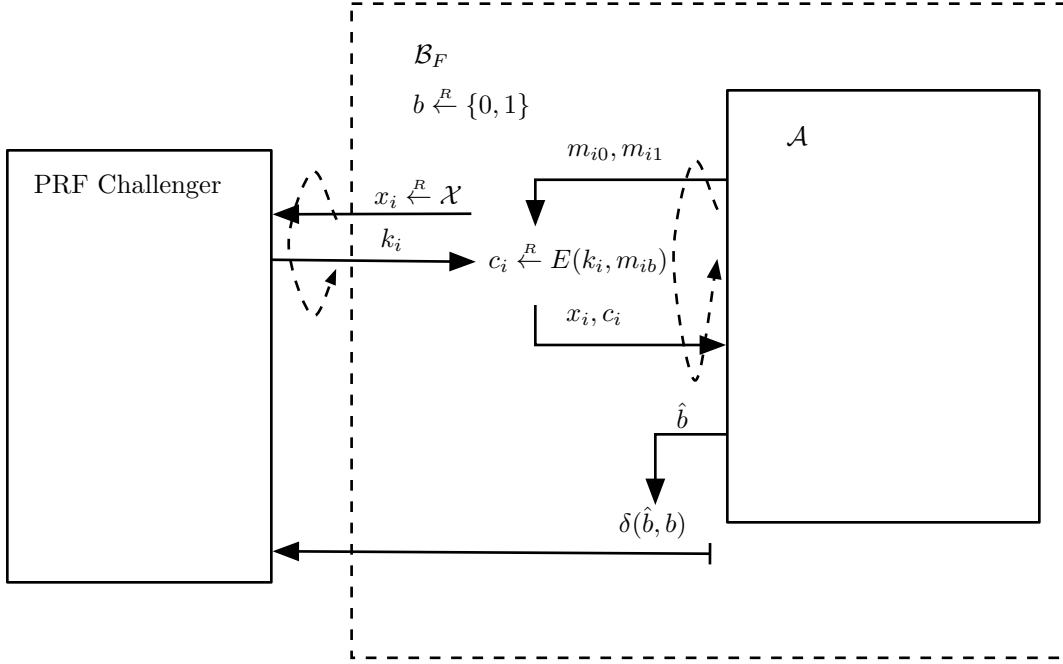 𝓑_F
b ←ᴿ {0, 1}
𝒜
m_{i0}, m_{i1}
PRF Challenger
x_i ←ᴿ 𝒳
k_i
c_i ←ᴿ E(k_i, m_{ib})
x_i, c_i
b̂
δ(b̂, b)